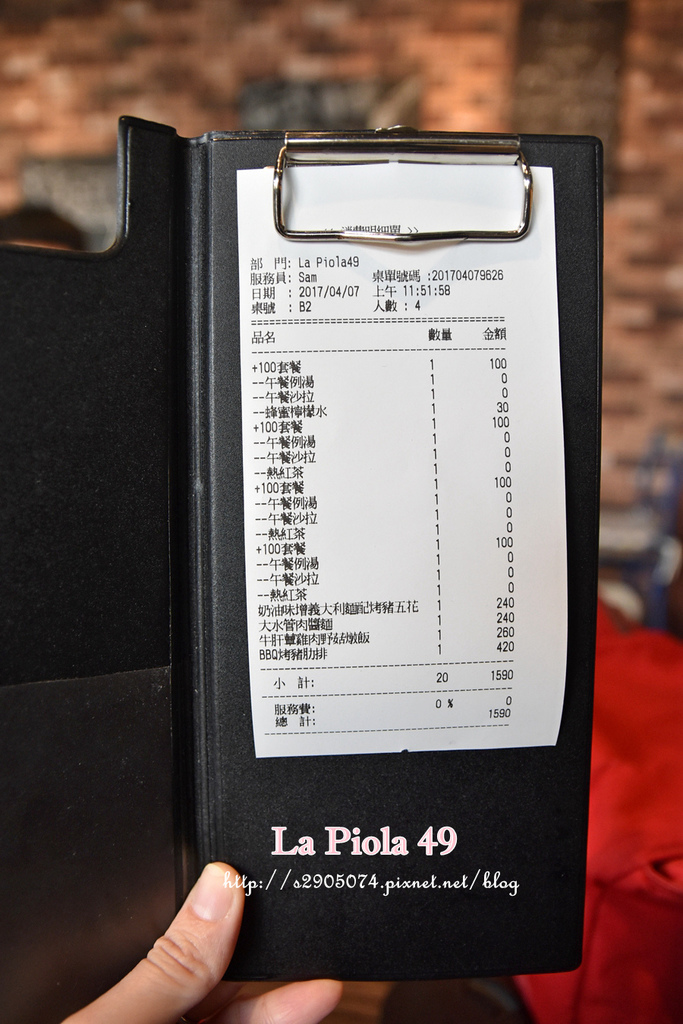 << 消費明細單 >>
部　門: La Piola49
服務員: Sam 桌單號碼 :201704079626
日期 : 2017/04/07 上午 11:51:58
桌號 : B2 人數 : 4
品名 數量 金額
+100套餐 1 100
--午餐例湯 1 0
--午餐沙拉 1 0
--蜂蜜檸檬水 1 30
+100套餐 1 100
--午餐例湯 1 0
--午餐沙拉 1 0
--熱紅茶 1 0
+100套餐 1 100
--午餐例湯 1 0
--午餐沙拉 1 0
--熱紅茶 1 0
+100套餐 1 100
--午餐例湯 1 0
--午餐沙拉 1 0
--熱紅茶 1 0
奶油味增義大利麵配烤豬五花 1 240
大水管肉醬麵 1 240
牛肝蕈雞肉野菇燉飯 1 260
BBQ烤豬肋排 1 420
小　計: 20 1590
服務費: 0 % 0
總　計: 1590
La Piola 49
http://s2905074.pixnet.net/blog